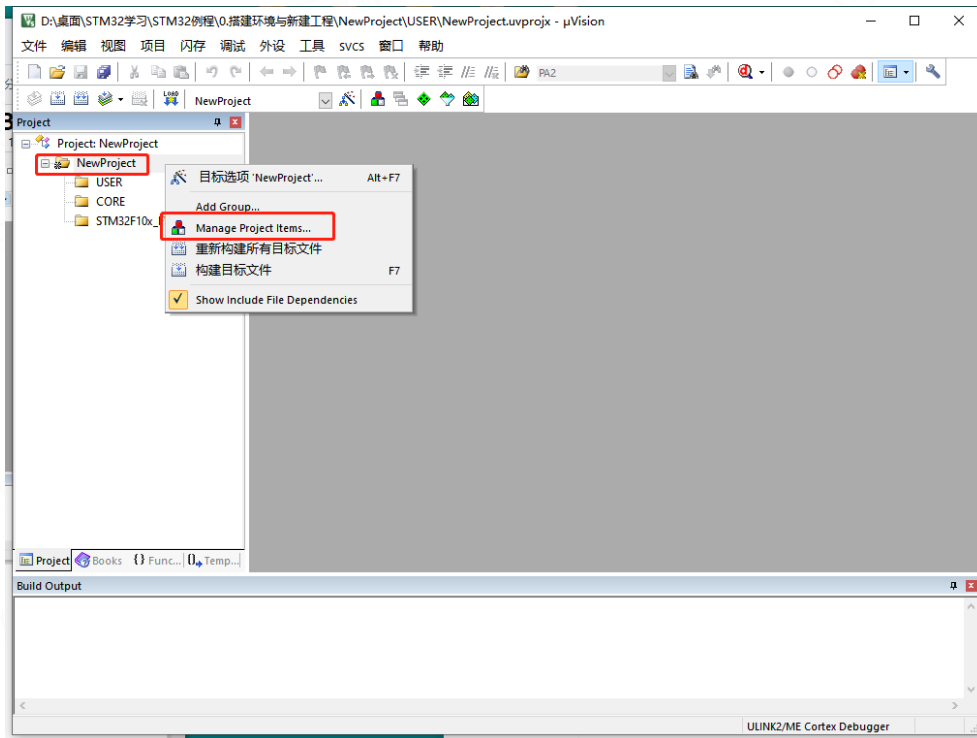 D:\桌面\STM32学习\STM32例程\0.搭建环境与新建工程\NewProject\USER\NewProject.uvprojx - µVision
文件 编辑 视图 项目 闪存 调试 外设 工具 SVCS 窗口 帮助
PA2
LOAD NewProject
Project
Project: NewProject
NewProject
USER
CORE
STM32F10x_
目标选项 'NewProject'... Alt+F7
Add Group...
Manage Project Items...
重新构建所有目标文件
构建目标文件 F7
Show Include File Dependencies
Project Books {} Func... Temp...
Build Output
ULINK2/ME Cortex Debugger